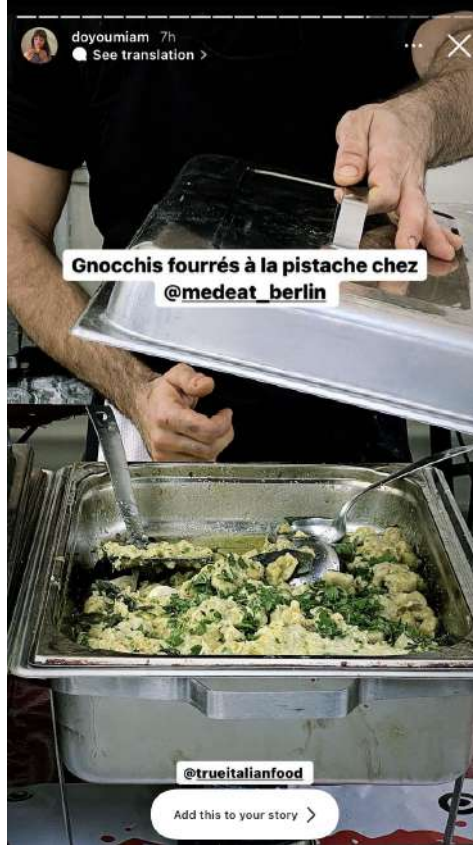 doyoumiam 7h
See translation >
Gnocchis fourrés à la pistache chez
@medeat_berlin
@trueitalianfood
Add this to your story >